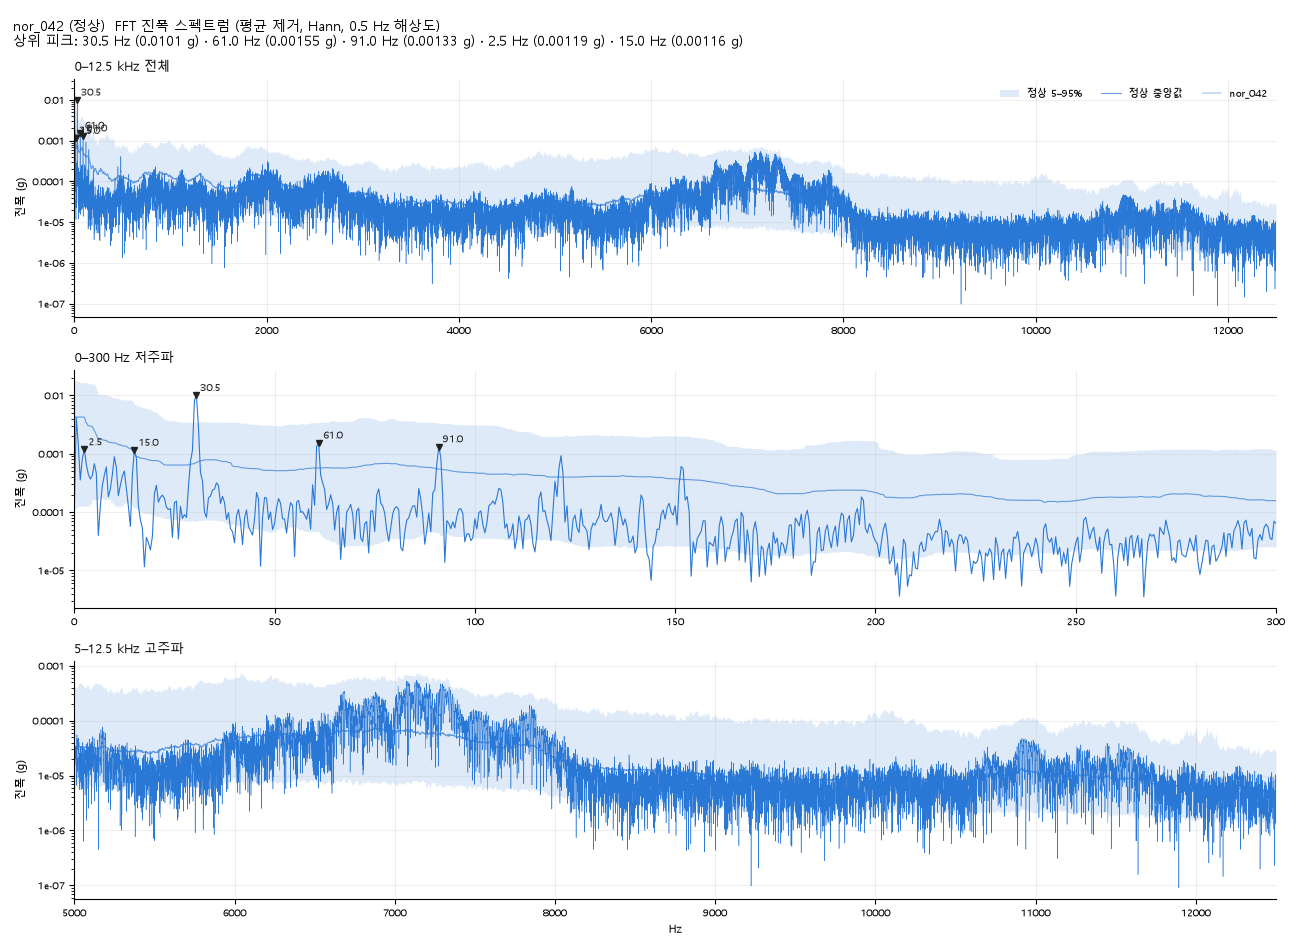 nor_042 (정상)  FFT 진폭 스펙트럼 (평균 제거, Hann, 0.5 Hz 해상도)
상위 피크: 30.5 Hz (0.0101 g) · 61.0 Hz (0.00155 g) · 91.0 Hz (0.00133 g) · 2.5 Hz (0.00119 g) · 15.0 Hz (0.00116 g)
0–12.5 kHz 전체
30.5
정상 5–95%  정상 중앙값  nor_042
0.01
0.001
0.0001
1e-05
1e-06
1e-07
진폭 (g)
0 2000 4000 6000 8000 10000 12000
0–300 Hz 저주파
30.5
2.5 15.0 61.0 91.0
0.01
0.001
0.0001
1e-05
진폭 (g)
0 50 100 150 200 250 300
5–12.5 kHz 고주파
0.001
0.0001
1e-05
1e-06
1e-07
진폭 (g)
5000 6000 7000 8000 9000 10000 11000 12000
Hz